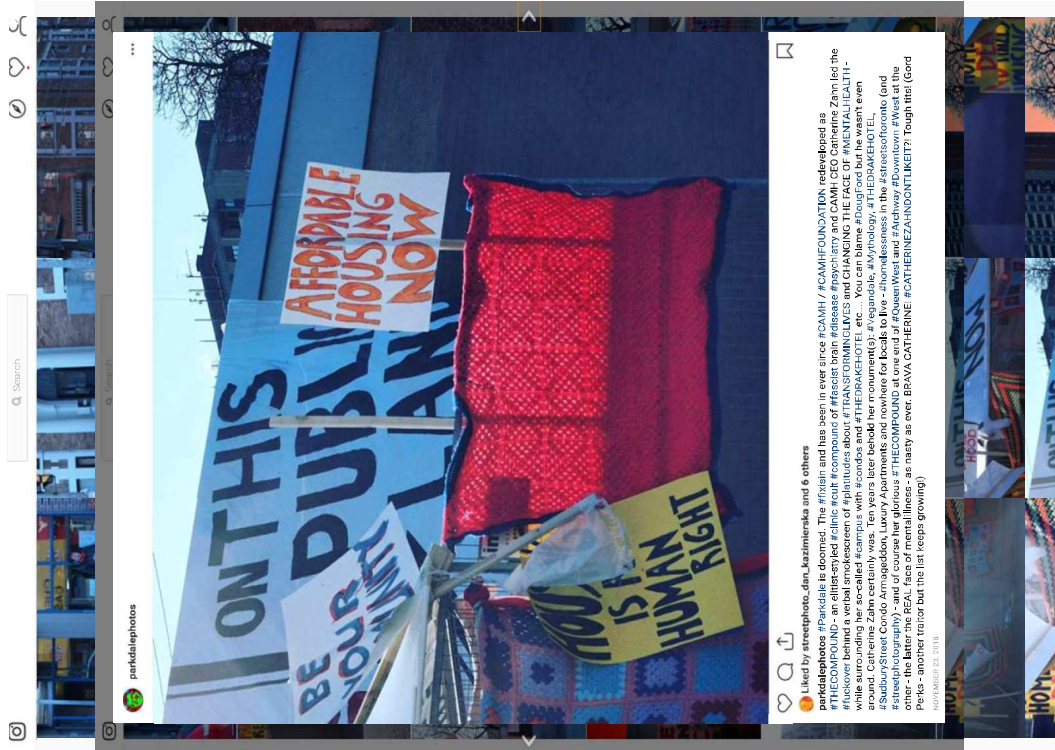 Search
parkdalephotos
ON THIS
PUBLIC
LAND
AFFORDABLE
HOUSING
NOW
BE
YOUR
IS A
HUMAN
RIGHT
Liked by streetphoto_dan_kazimierska and 6 others
parkdalephotos #Parkdale is doomed. The #fixisin and has been in ever since #CAMH / #CAMHFOUNDATION redeveloped as
#THECOMPOUND - an elitist-styled #clinic #cult #compound of #fascist brain #disease #psychiatry and CAMH CEO Catherine Zahn led the
#fuckover behind a verbal smokescreen of #platitudes about #TRANSFORMINGLIVES and CHANGING THE FACE OF #MENTALHEALTH -
while surrounding her so-called #campus with #condos and #THEDRAKEHOTEL etc... You can blame #DougFord but he wasn't even
around. Catherine Zahn certainly was. Ten years later behold her monument(s): #Vegandale, #Mythology, #THEDRAKEHOTEL,
#SudburyStreet Condo Armageddon, Luxury Apartments and nowhere for locals to live - #homelessness in the #streetsoftoronto (and
#streetphotography) - and of course her glorious #THECOMPOUND at one end of #QueenWest and #Archway #Downtown #West at the
other - the latter the REAL face of mental illness - as nasty as ever. BRAVA CATHERINE! #CATHERINEZAHNDONTLIKEIT?! Tough tits! (Gord
Perks - another traitor but the list keeps growing!)
NOVEMBER 23, 2018